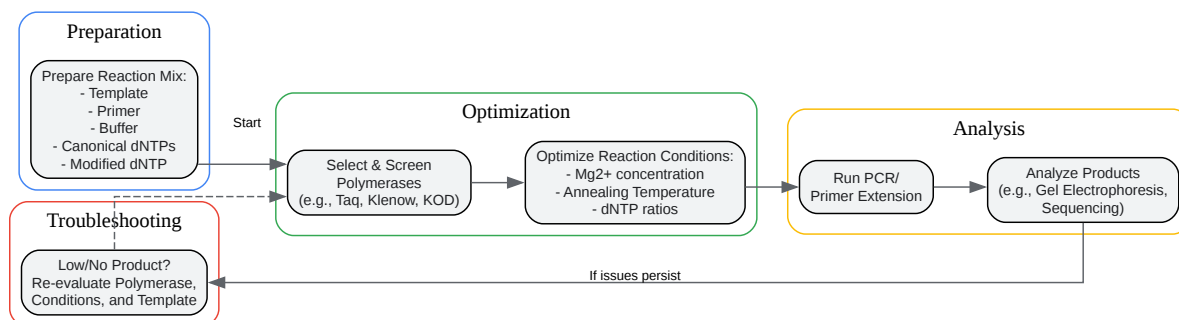 Preparation
Prepare Reaction Mix:
- Template
- Primer
- Buffer
- Canonical dNTPs
- Modified dNTP
Start
Optimization
Select & Screen
Polymerases
(e.g., Taq, Klenow, KOD)
Optimize Reaction Conditions:
- Mg2+ concentration
- Annealing Temperature
- dNTP ratios
Analysis
Run PCR/
Primer Extension
Analyze Products
(e.g., Gel Electrophoresis,
Sequencing)
Troubleshooting
Low/No Product?
Re-evaluate Polymerase,
Conditions, and Template
If issues persist